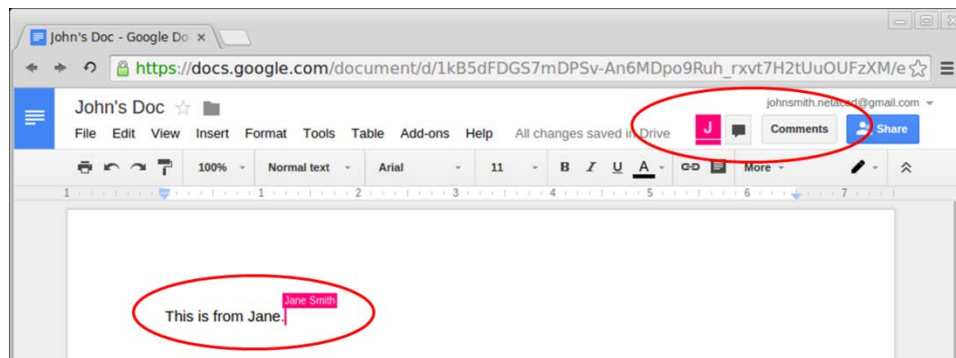 John's Doc - Google Do
https://docs.google.com/document/d/1kB5dFDGS7mDPSv-An6MDpo9Ruh_rxvt7H2tUuOUFzXM/e
John's Doc
johnsmith.netacad@gmail.com
File Edit View Insert Format Tools Table Add-ons Help All changes saved in Drive J Comments Share
100% Normal text Arial 11 B I U A More
1 1 2 3 4 5 6 7
Jane Smith
This is from Jane.